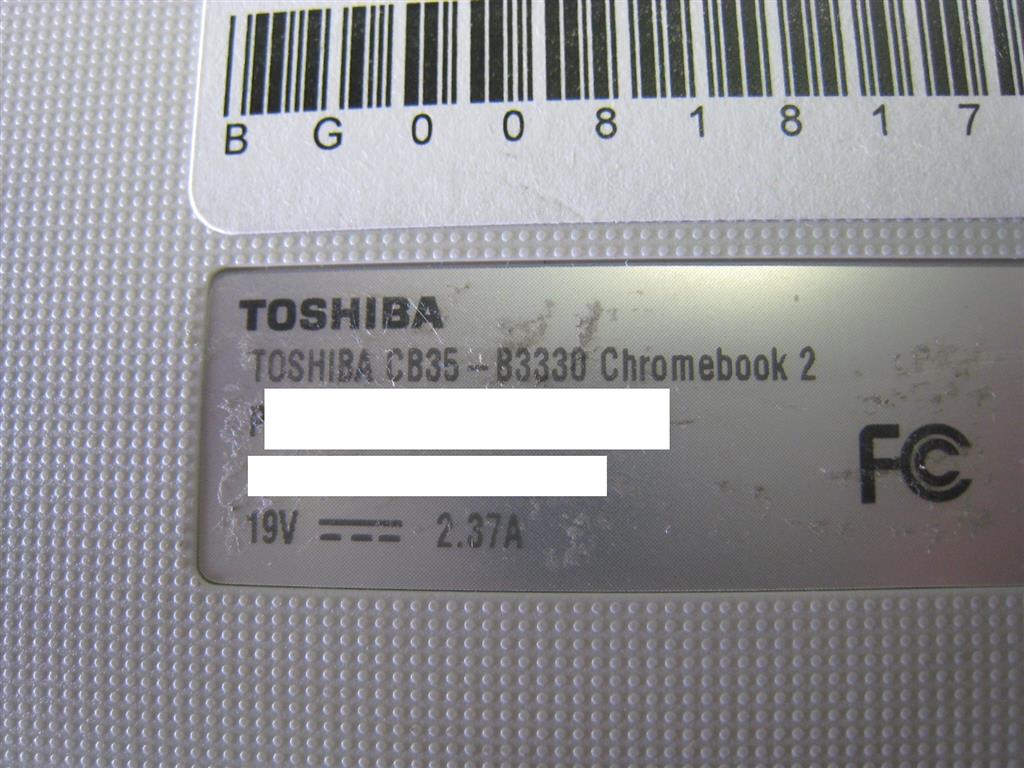 BG0081817
TOSHIBA
TOSHIBA CB35-B3330 Chromebook 2
19V 2.37A
FC